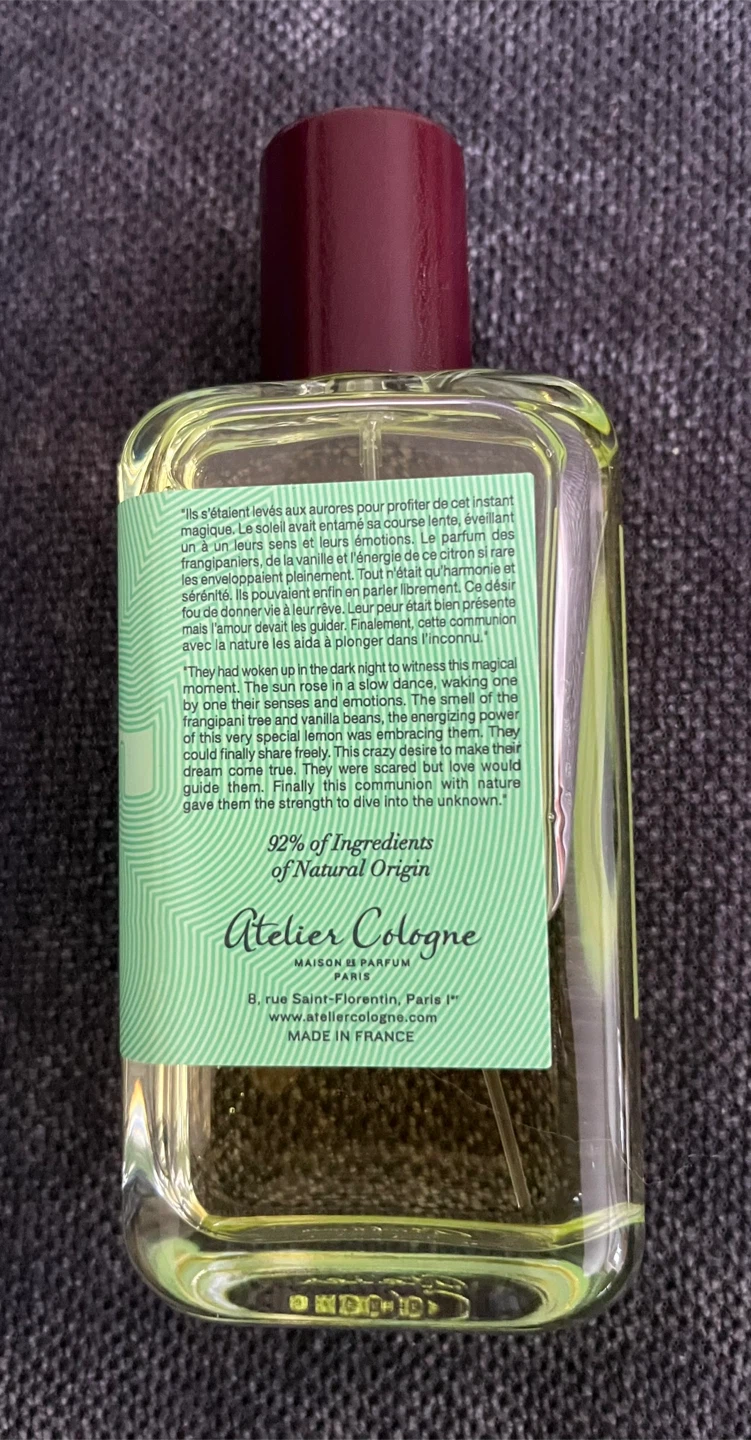 "Ils s'étaient levés aux aurores pour profiter de cet instant
magique. Le soleil avait entamé sa course lente, éveillant
un à un leurs sens et leurs émotions. Le parfum des
frangipaniers, de la vanille et l'énergie de ce citron si rare
les enveloppaient pleinement. Tout n'était qu'harmonie et
sérénité. Ils pouvaient enfin en parler librement. Ce désir
fou de donner vie à leur rêve. Leur peur était bien présente
mais l'amour devait les guider. Finalement, cette communion
avec la nature les aida à plonger dans l'inconnu."
"They had woken up in the dark night to witness this magical
moment. The sun rose in a slow dance, waking one
by one their senses and emotions. The smell of the
frangipani tree and vanilla beans, the energizing power
of this very special lemon was embracing them. They
could finally share freely. This crazy desire to make their
dream come true. They were scared but love would
guide them. Finally this communion with nature
gave them the strength to dive into the unknown."
92% of Ingredients
of Natural Origin
Atelier Cologne
MAISON DE PARFUM
PARIS
8, rue Saint-Florentin, Paris Iᵉʳ
www.ateliercologne.com
MADE IN FRANCE